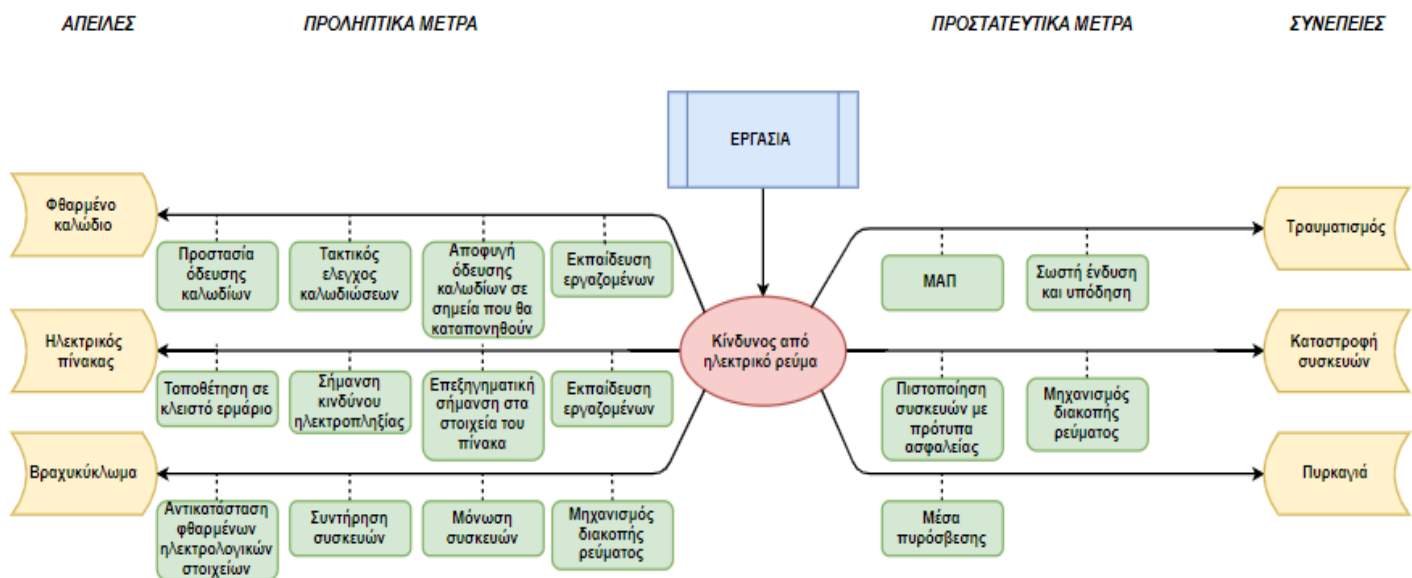 ΑΠΕΙΛΕΣ ΠΡΟΛΗΠΤΙΚΑ ΜΕΤΡΑ ΠΡΟΣΤΑΤΕΥΤΙΚΑ ΜΕΤΡΑ ΣΥΝΕΠΕΙΕΣ
ΕΡΓΑΣΙΑ
Φθαρμένο
καλώδιο
Προστασία
όδευσης
καλωδίων
Τακτικός
ελεγχος
καλωδιώσεων
Αποφυγή
όδευσης
καλωδίων σε
σημεία που θα
καταπονηθούν
Εκπαίδευση
εργαζομένων
ΜΑΠ
Σωστή ένδυση
και υπόδηση
Τραυματισμός
Ηλεκτρικός
πίνακας
Τοποθέτηση σε
κλειστό ερμάριο
Σήμανση
κινδύνου
ηλεκτροπληξίας
Επεξηγηματική
σήμανση στα
στοιχεία του
πίνακα
Εκπαίδευση
εργαζομένων
Κίνδυνος από
ηλεκτρικό ρεύμα
Πιστοποίηση
συσκευών με
πρότυπα
ασφαλείας
Μηχανισμός
διακοπής
ρεύματος
Καταστροφή
συσκευών
Βραχυκύκλωμα
Αντικατάσταση
φθαρμένων
ηλεκτρολογικών
στοιχείων
Συντήρηση
συσκευών
Μόνωση
συσκευών
Μηχανισμός
διακοπής
ρεύματος
Μέσα
πυρόσβεσης
Πυρκαγιά